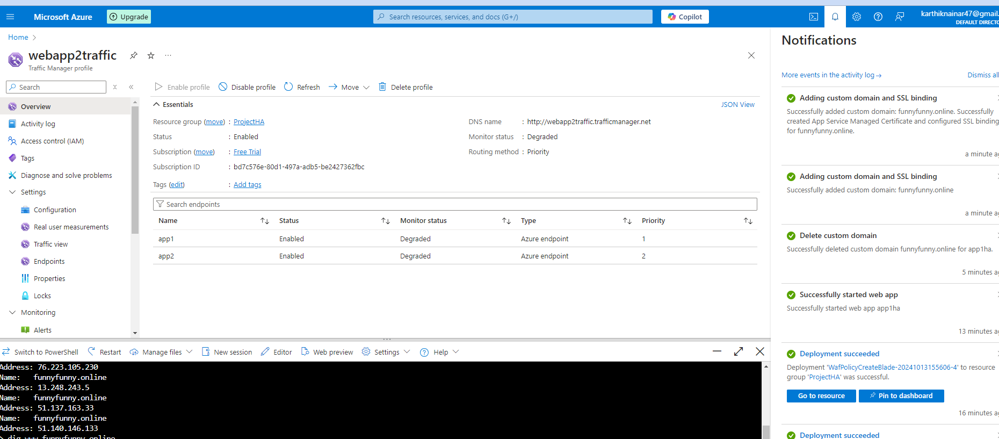 Microsoft Azure
Upgrade
Search resources, services, and docs (G+/)
Copilot
karthiknainar47@gmail.
DEFAULT DIRECTO
Home
webapp2traffic
Traffic Manager profile
Search
Overview
Activity log
Access control (IAM)
Tags
Diagnose and solve problems
Settings
Configuration
Real user measurements
Traffic view
Endpoints
Properties
Locks
Monitoring
Alerts
Enable profile
Disable profile
Refresh
Move
Delete profile
Essentials
JSON View
Resource group (move) : ProjectHA
Status : Enabled
Subscription (move) : Free Trial
Subscription ID : bd7c576e-80d1-497a-adb5-be2427362fbc
Tags (edit) : Add tags
DNS name : http://webapp2traffic.trafficmanager.net
Monitor status : Degraded
Routing method : Priority
Search endpoints
Name Status Monitor status Type Priority
app1 Enabled Degraded Azure endpoint 1
app2 Enabled Degraded Azure endpoint 2
Switch to PowerShell Restart Manage files New session Editor Web preview Settings Help
Address: 76.223.105.230
Name: funnyfunny.online
Address: 13.248.243.5
Name: funnyfunny.online
Address: 51.137.163.33
Name: funnyfunny.online
Address: 51.140.146.133
> dig www.funnyfunny.online
Notifications
More events in the activity log →
Dismiss all
Adding custom domain and SSL binding
Successfully added custom domain: funnyfunny.online. Successfully
created App Service Managed Certificate and configured SSL binding
for funnyfunny.online.
a minute ag
Adding custom domain and SSL binding
Successfully added custom domain: funnyfunny.online
a minute ag
Delete custom domain
Successfully deleted custom domain funnyfunny.online for app1ha.
5 minutes ag
Successfully started web app
Successfully started web app app1ha
13 minutes ag
Deployment succeeded
Deployment 'WafPolicyCreateBlade-20241013155606-4' to resource
group 'ProjectHA' was successful.
Go to resource
Pin to dashboard
16 minutes ag
Deployment succeeded